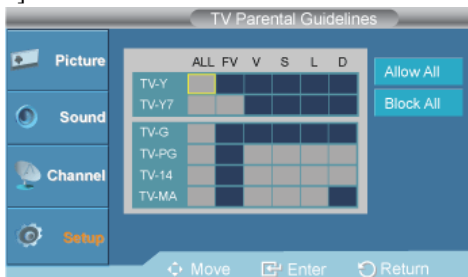 TV Parental Guidelines
Picture
Sound
Channel
Setup
ALL FV V S L D
TV-Y
TV-Y7
TV-G
TV-PG
TV-14
TV-MA
Allow All
Block All
Move Enter Return